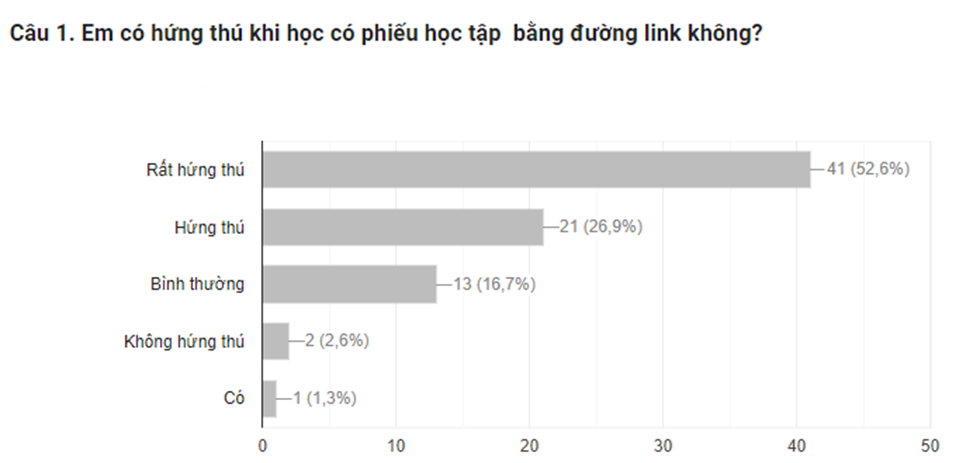 Câu 1. Em có hứng thú khi học có phiếu học tập  bằng đường link không?
Rất hứng thú
41 (52,6%)
Hứng thú
21 (26,9%)
Bình thường
13 (16,7%)
Không hứng thú
2 (2,6%)
Có
1 (1,3%)
0 10 20 30 40 50